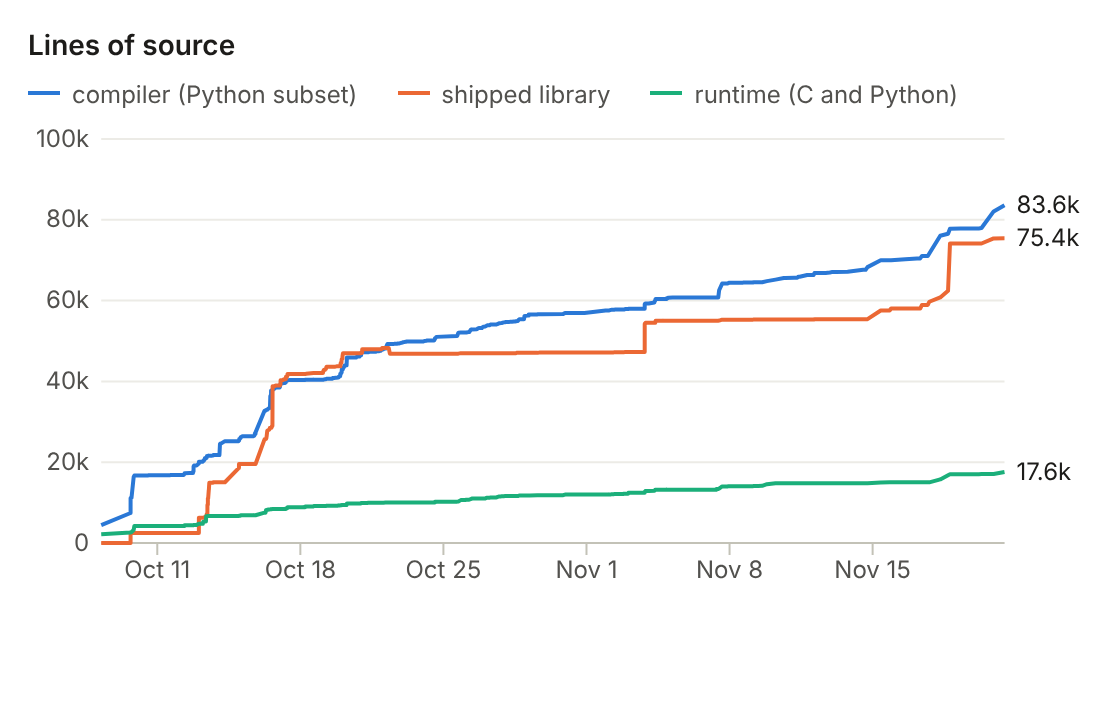 Lines of source
compiler (Python subset) shipped library runtime (C and Python)
100k
80k
60k
40k
20k
0
83.6k
75.4k
17.6k
Oct 11 Oct 18 Oct 25 Nov 1 Nov 8 Nov 15